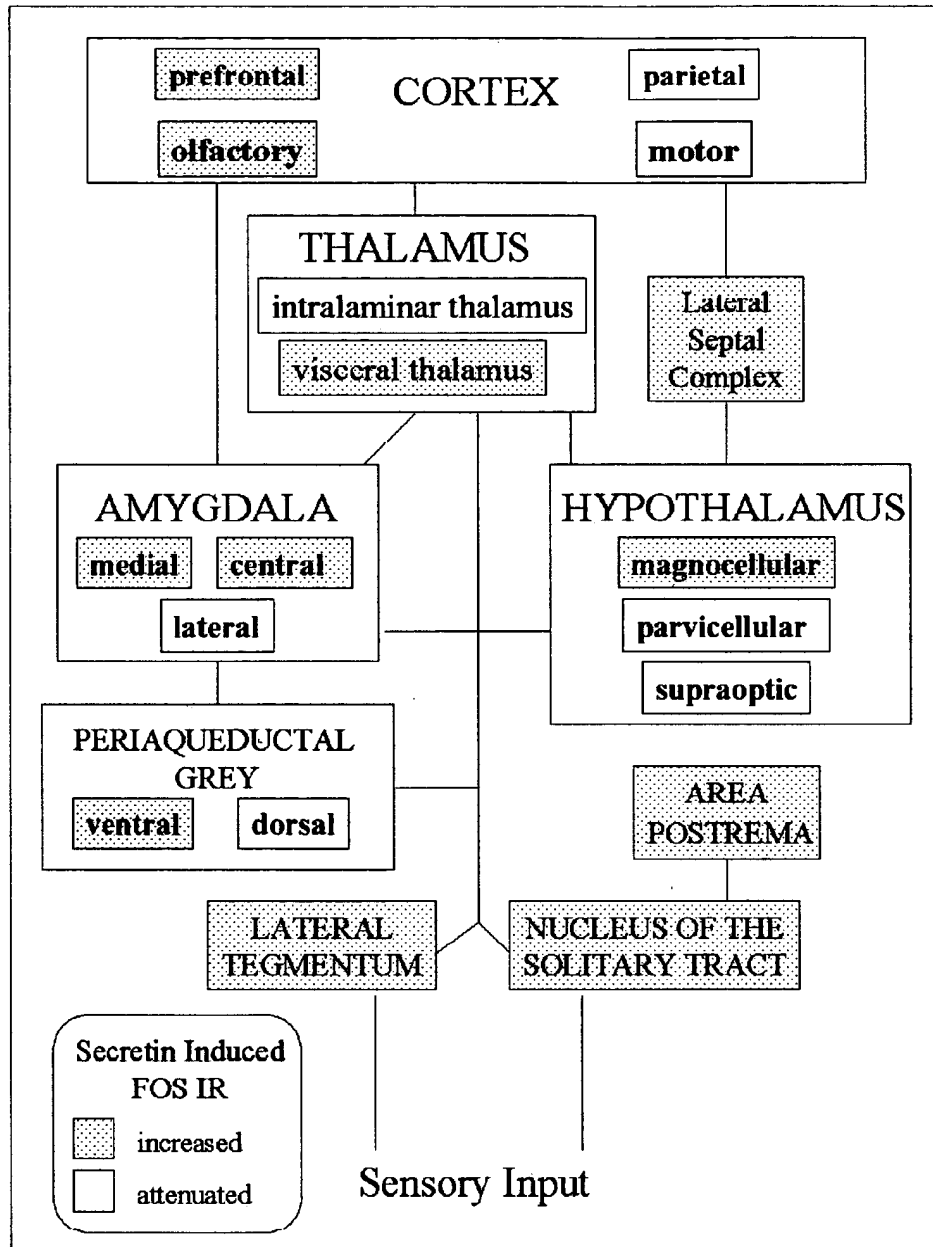 prefrontal
parietal
CORTEX
olfactory
motor
THALAMUS
intralaminar thalamus
visceral thalamus
Lateral
Septal
Complex
AMYGDALA
medial
central
lateral
HYPOTHALAMUS
magnocellular
parvicellular
supraoptic
PERIAQUEDUCTAL
GREY
ventral
dorsal
AREA
POSTREMA
LATERAL
TEGMENTUM
NUCLEUS OF THE
SOLITARY TRACT
Secretin Induced
FOS IR
increased
attenuated
Sensory Input